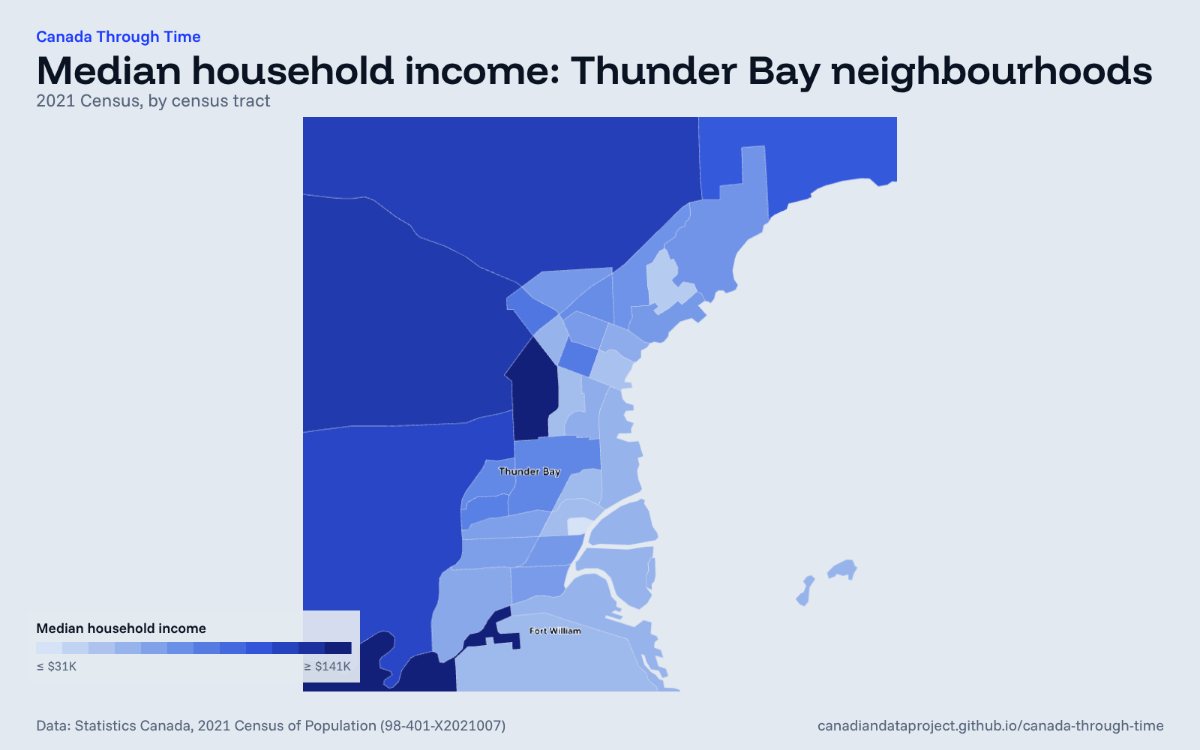 Canada Through Time
Median household income: Thunder Bay neighbourhoods
2021 Census, by census tract
Thunder Bay
Fort William
Median household income
≤ $31K
≥ $141K
Data: Statistics Canada, 2021 Census of Population (98-401-X2021007)
canadiandataproject.github.io/canada-through-time